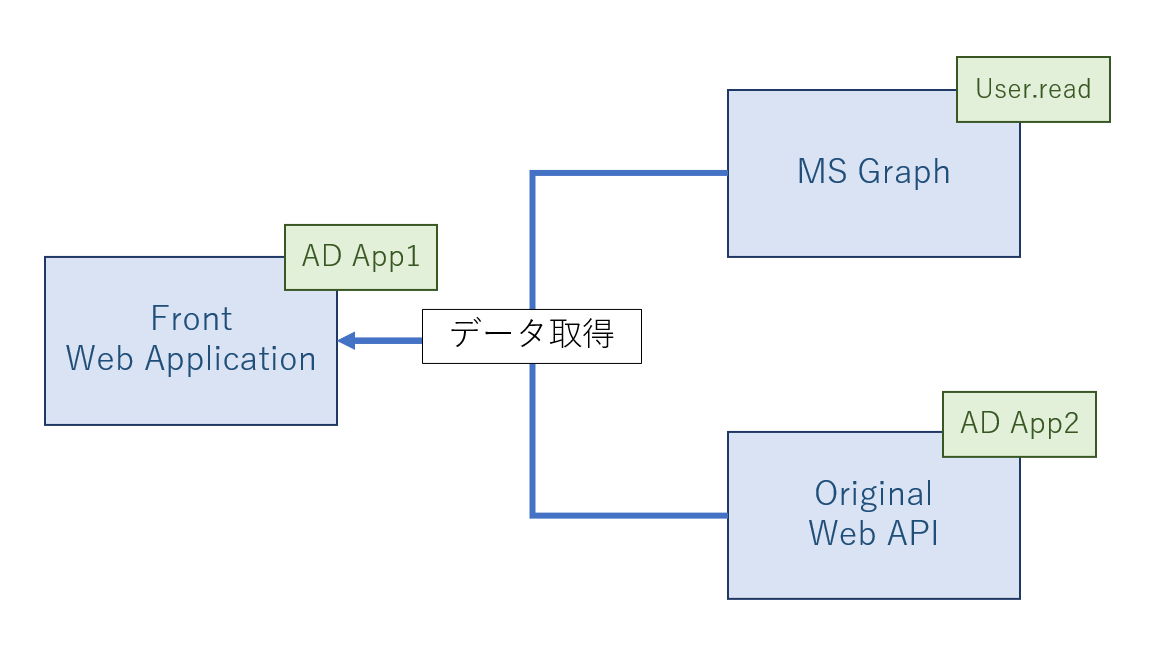 User.read
MS Graph
AD App1
Front
Web Application
データ取得
AD App2
Original
Web API